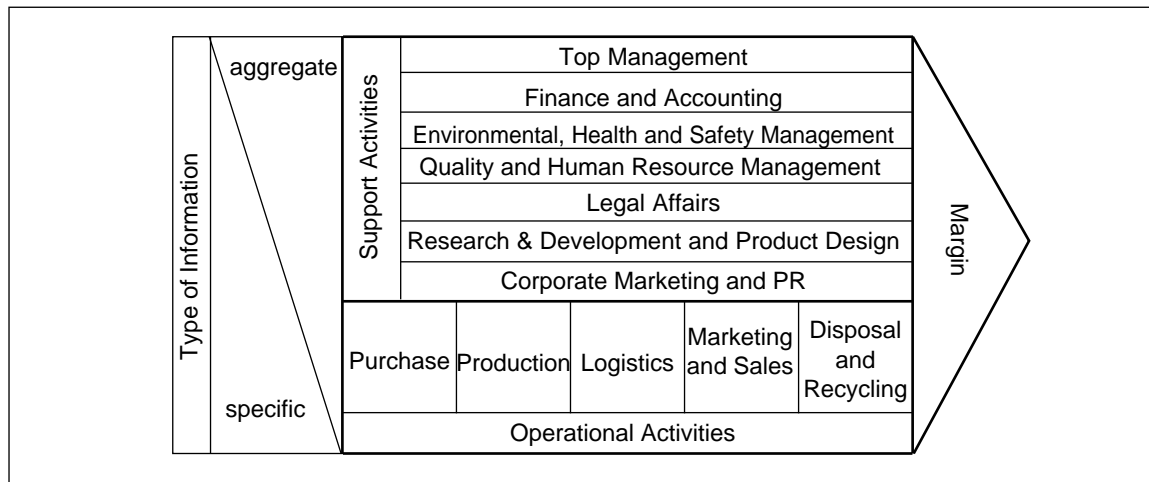 Type of Information
aggregate
specific
Support Activities
Top Management
Finance and Accounting
Environmental, Health and Safety Management
Quality and Human Resource Management
Legal Affairs
Research & Development and Product Design
Corporate Marketing and PR
Purchase
Production
Logistics
Marketing
and Sales
Disposal
and
Recycling
Operational Activities
Margin